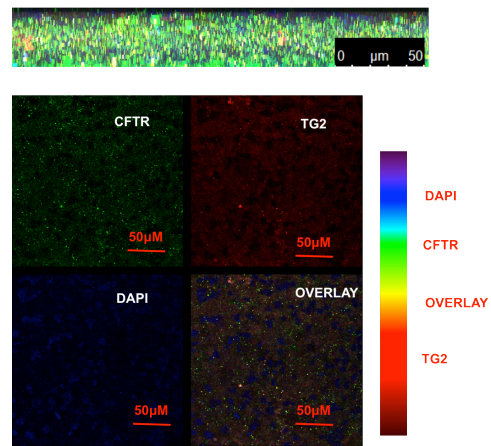 0 µm 50
CFTR
TG2
50µM
50µM
DAPI
OVERLAY
50µM
50µM
DAPI
CFTR
OVERLAY
TG2